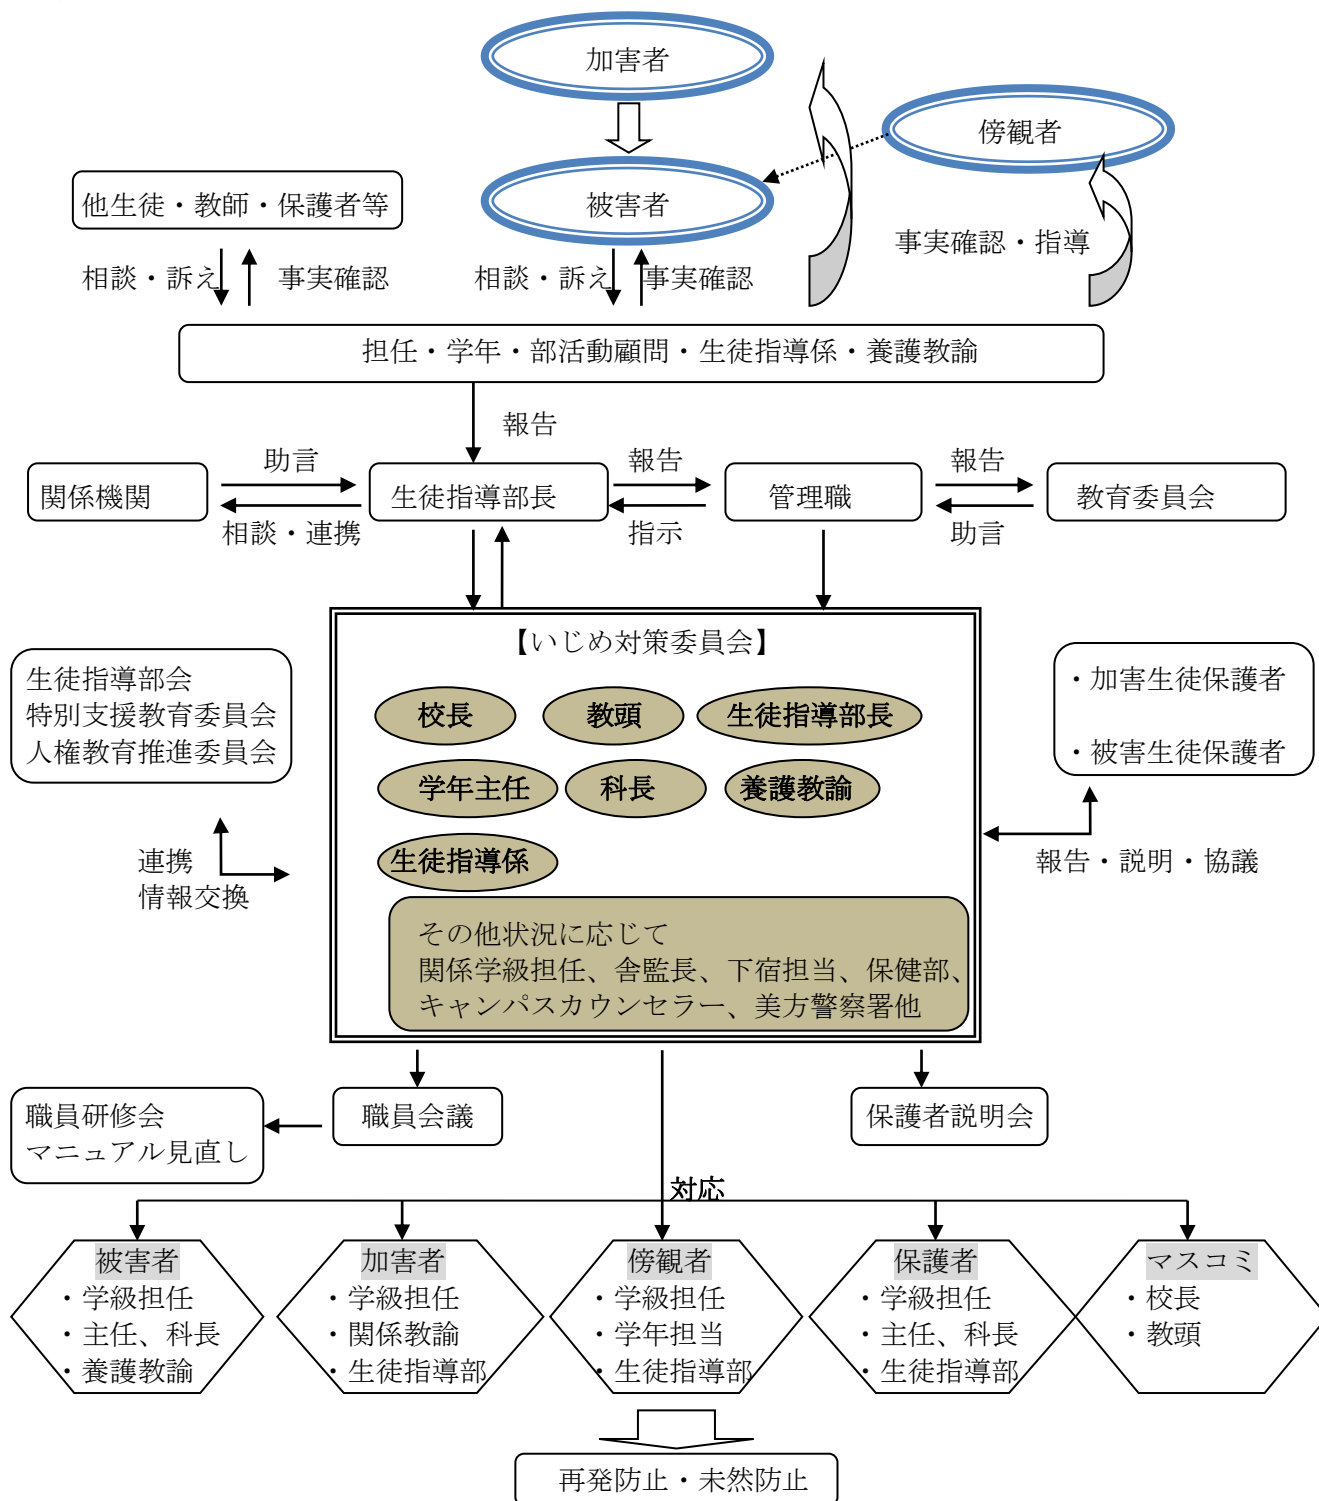 加害者
傍観者
被害者
他生徒・教師・保護者等
事実確認・指導
相談・訴え
事実確認
相談・訴え
事実確認
担任・学年・部活動顧問・生徒指導係・養護教諭
報告
助言
報告
報告
関係機関
生徒指導部長
管理職
教育委員会
相談・連携
指示
助言
【いじめ対策委員会】
生徒指導部会
特別支援教育委員会
人権教育推進委員会
・加害生徒保護者
・被害生徒保護者
校長
教頭
生徒指導部長
学年主任
科長
養護教諭
生徒指導係
連携
情報交換
報告・説明・協議
その他状況に応じて
関係学級担任、舎監長、下宿担当、保健部、
キャンパスカウンセラー、美方警察署他
職員研修会
マニュアル見直し
職員会議
保護者説明会
対応
被害者
・学級担任
・主任、科長
・養護教諭
加害者
・学級担任
・関係教諭
・生徒指導部
傍観者
・学級担任
・学年担当
・生徒指導部
保護者
・学級担任
・主任、科長
・生徒指導部
マスコミ
・校長
・教頭
再発防止・未然防止